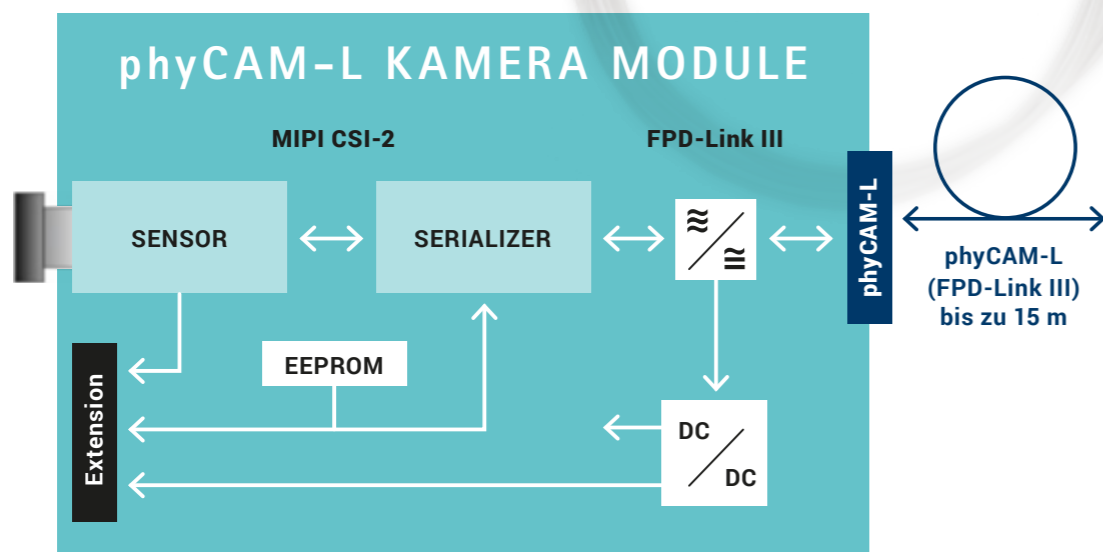 phyCAM-L KAMERA MODULE
MIPI CSI-2
FPD-Link III
SENSOR
SERIALIZER
phyCAM-L
phyCAM-L
(FPD-Link III)
bis zu 15 m
EEPROM
Extension
DC
DC